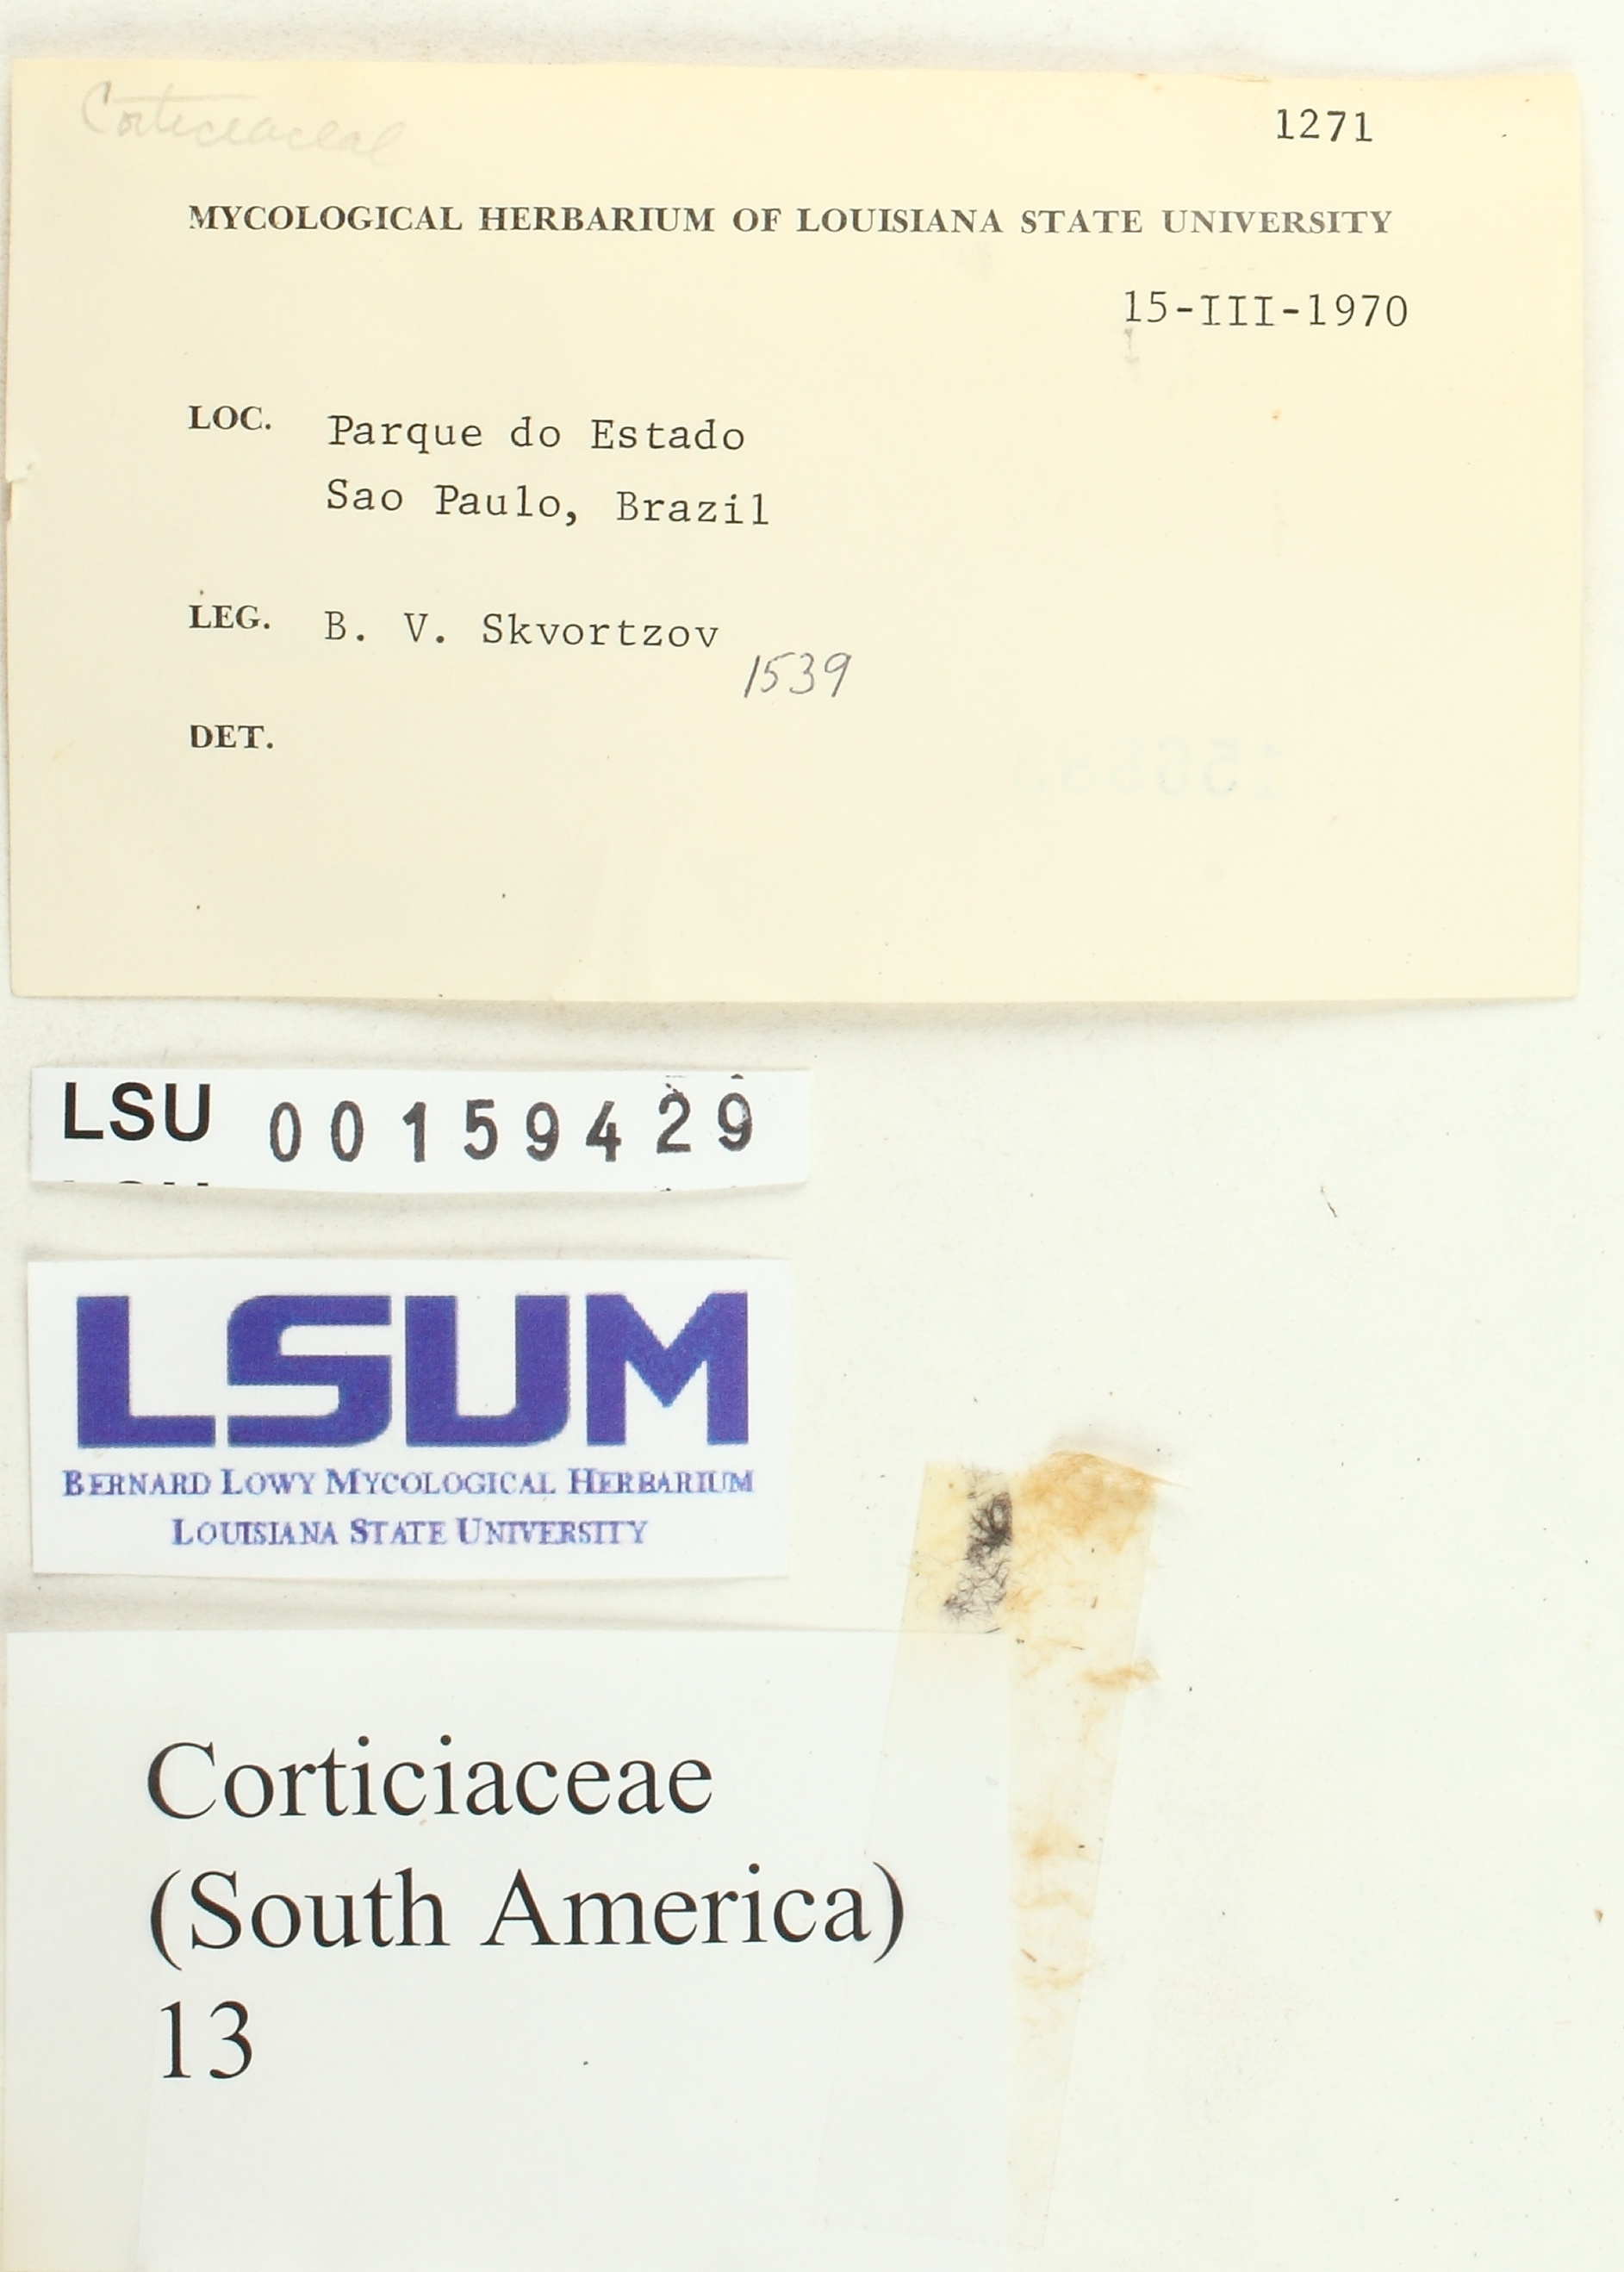 Corticiaceae
1271
MYCOLOGICAL HERBARIUM OF LOUISIANA STATE UNIVERSITY
15-III-1970
LOC. Parque do Estado
Sao Paulo, Brazil
LEG. B. V. Skvortzov
1539
DET.
LSU 00159429
LSUM
BERNARD LOWY MYCOLOGICAL HERBARIUM
LOUISIANA STATE UNIVERSITY
Corticiaceae
(South America)
13